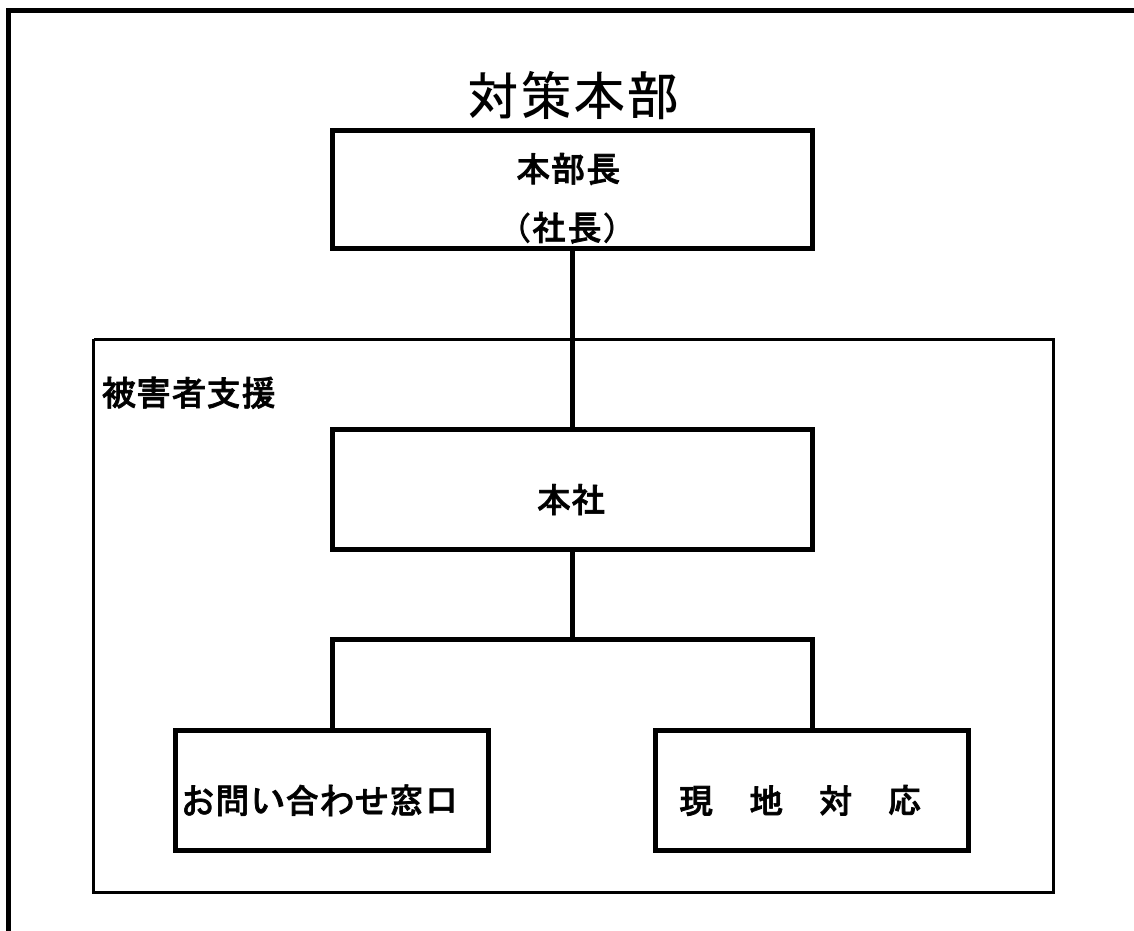 対策本部
本部長
（社長）
被害者支援
本社
お問い合わせ窓口
現　地　対　応